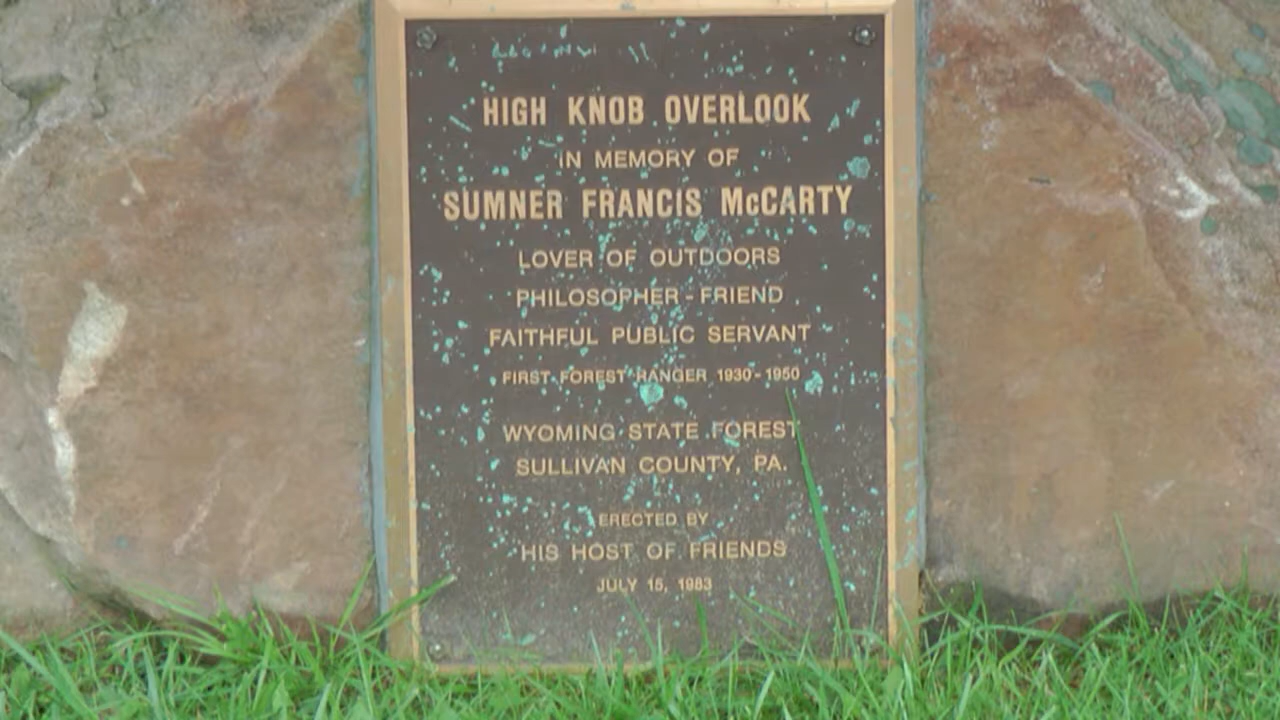 HIGH KNOB OVERLOOK
IN MEMORY OF
SUMNER FRANCIS McCARTY
LOVER OF OUTDOORS
PHILOSOPHER - FRIEND
FAITHFUL PUBLIC SERVANT
FIRST FOREST RANGER 1930 - 1950
WYOMING STATE FOREST
SULLIVAN COUNTY, PA.
ERECTED BY
HIS HOST OF FRIENDS
JULY 15, 1983